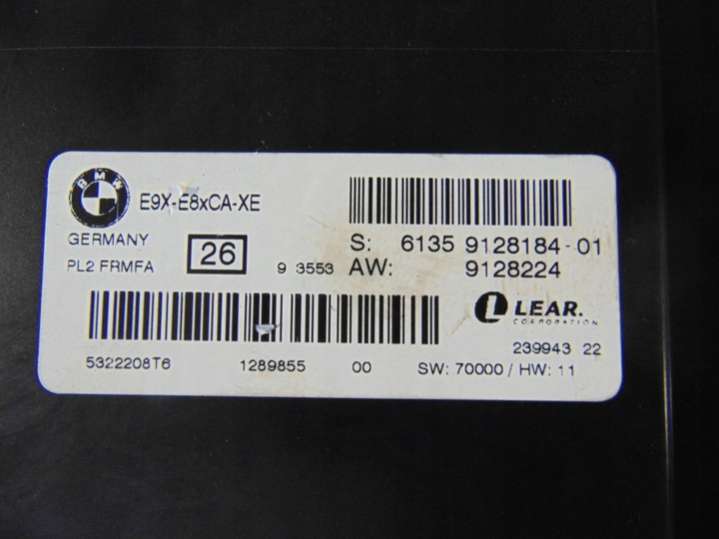 BMW
E9X-E8xCA-XE
GERMANY
PL2 FRMFA
26
9 3553
S: 6135 9128184-01
AW: 9128224
LEAR.
CORPORATION
239943 22
5322208T6 1289855 00 SW: 70000 / HW: 11